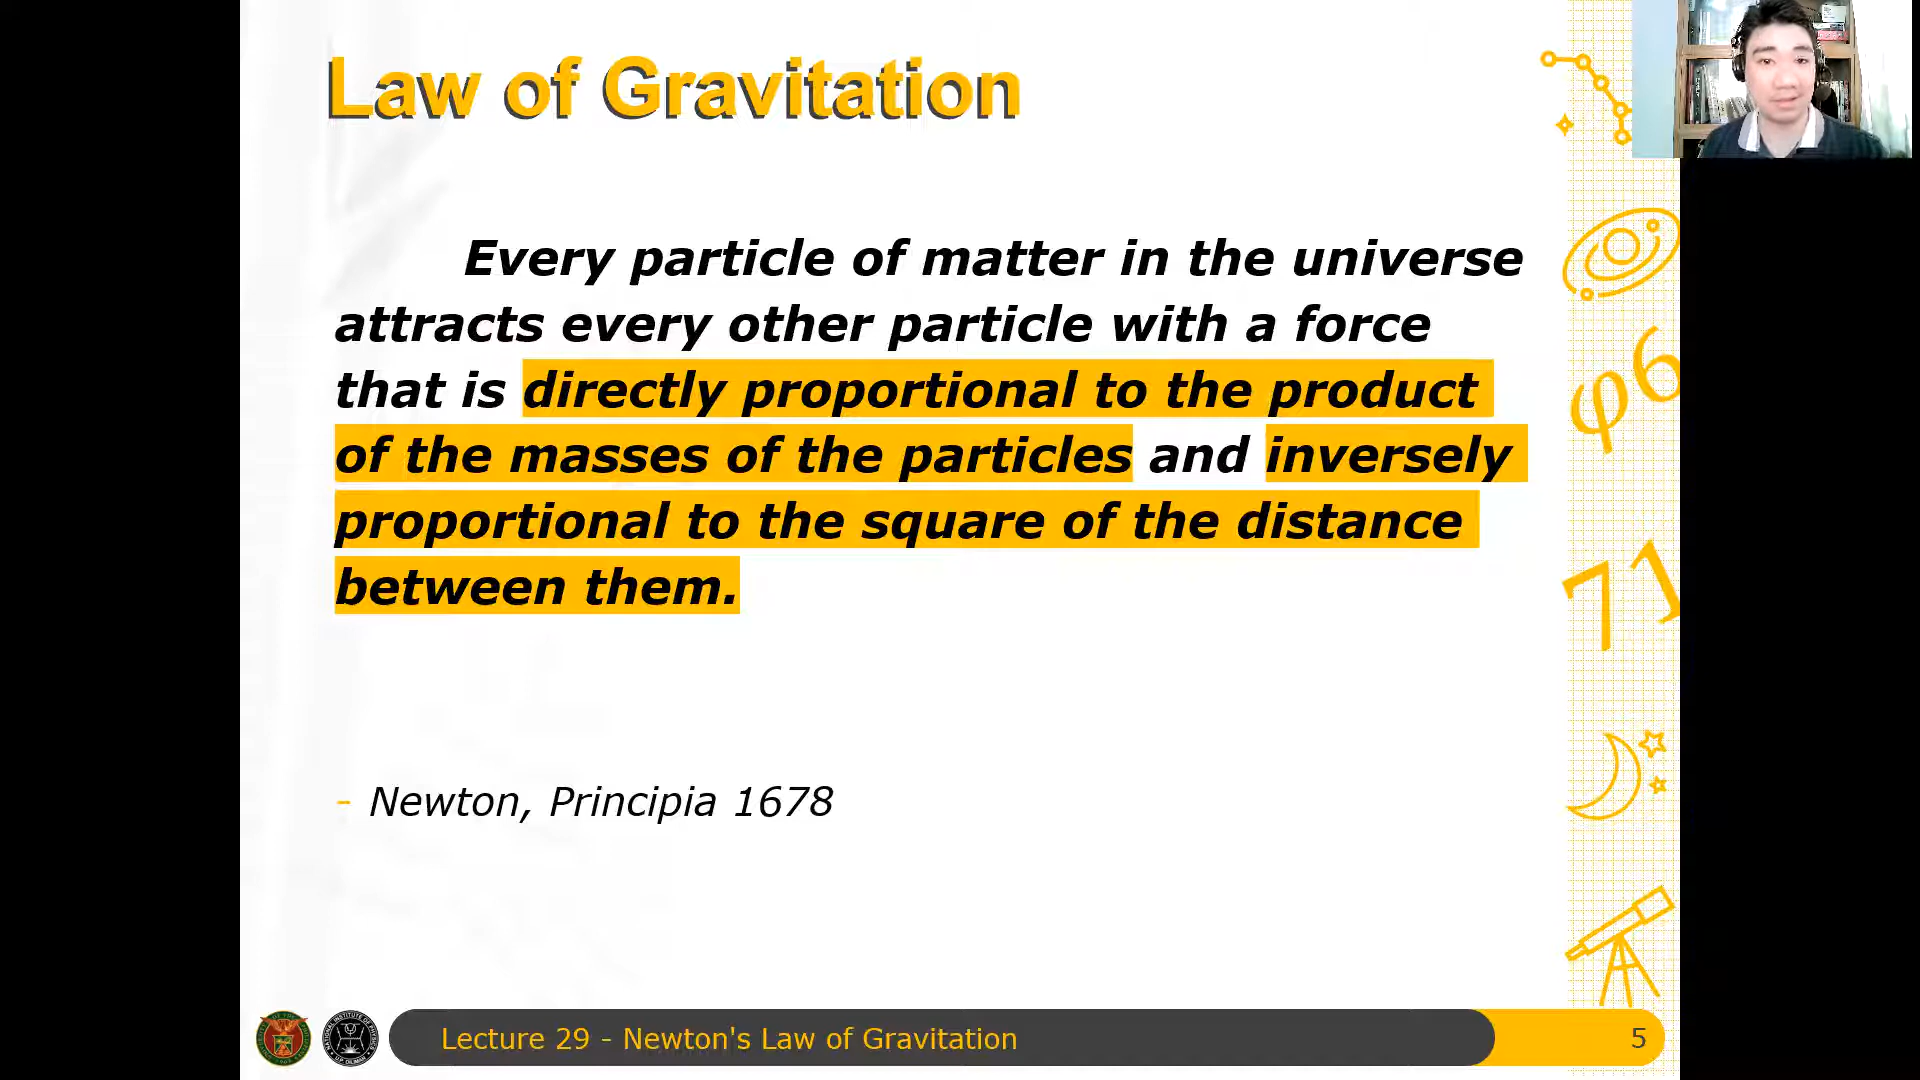 Law of Gravitation
Every particle of matter in the universe
attracts every other particle with a force
that is directly proportional to the product
of the masses of the particles and inversely
proportional to the square of the distance
between them.
- Newton, Principia 1678
φ6
71
Lecture 29 - Newton's Law of Gravitation
5